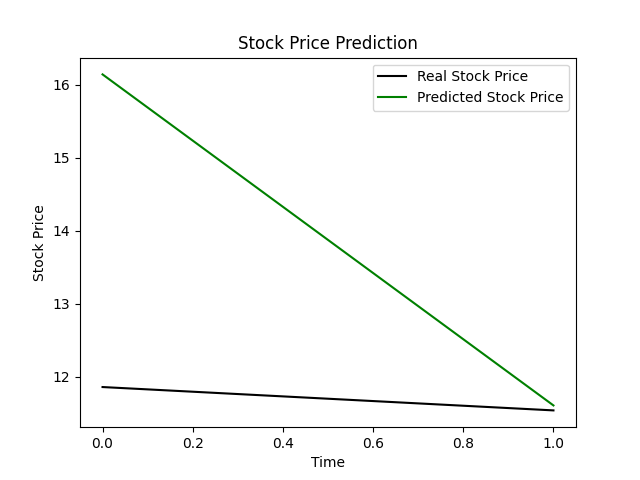 Stock Price Prediction
Real Stock Price
Predicted Stock Price
Stock Price
16
15
14
13
12
0.0 0.2 0.4 0.6 0.8 1.0
Time